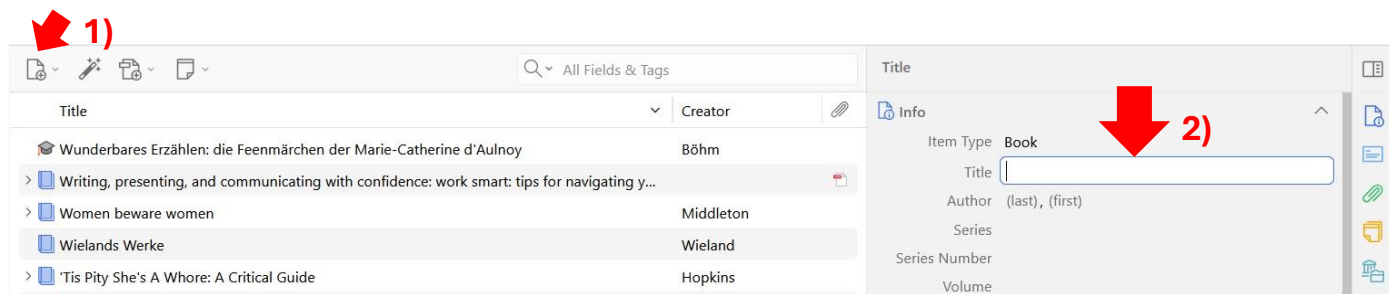 1)
All Fields & Tags
Title Creator
Wunderbares Erzählen: die Feenmärchen der Marie-Catherine d'Aulnoy Böhm
Writing, presenting, and communicating with confidence: work smart: tips for navigating y...
Women beware women Middleton
Wielands Werke Wieland
'Tis Pity She's A Whore: A Critical Guide Hopkins
Title
Info
2)
Item Type Book
Title
Author (last), (first)
Series
Series Number
Volume